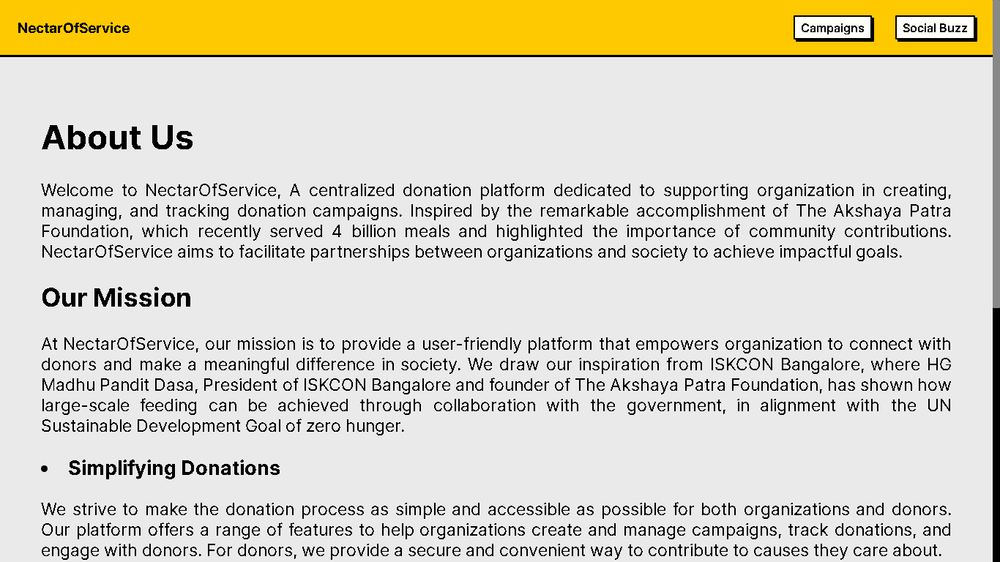 NectarOfService
Campaigns
Social Buzz
About Us
Welcome to NectarOfService, A centralized donation platform dedicated to supporting organization in creating,
managing, and tracking donation campaigns. Inspired by the remarkable accomplishment of The Akshaya Patra
Foundation, which recently served 4 billion meals and highlighted the importance of community contributions.
NectarOfService aims to facilitate partnerships between organizations and society to achieve impactful goals.
Our Mission
At NectarOfService, our mission is to provide a user-friendly platform that empowers organization to connect with
donors and make a meaningful difference in society. We draw our inspiration from ISKCON Bangalore, where HG
Madhu Pandit Dasa, President of ISKCON Bangalore and founder of The Akshaya Patra Foundation, has shown how
large-scale feeding can be achieved through collaboration with the government, in alignment with the UN
Sustainable Development Goal of zero hunger.
• Simplifying Donations
We strive to make the donation process as simple and accessible as possible for both organizations and donors.
Our platform offers a range of features to help organizations create and manage campaigns, track donations, and
engage with donors. For donors, we provide a secure and convenient way to contribute to causes they care about.